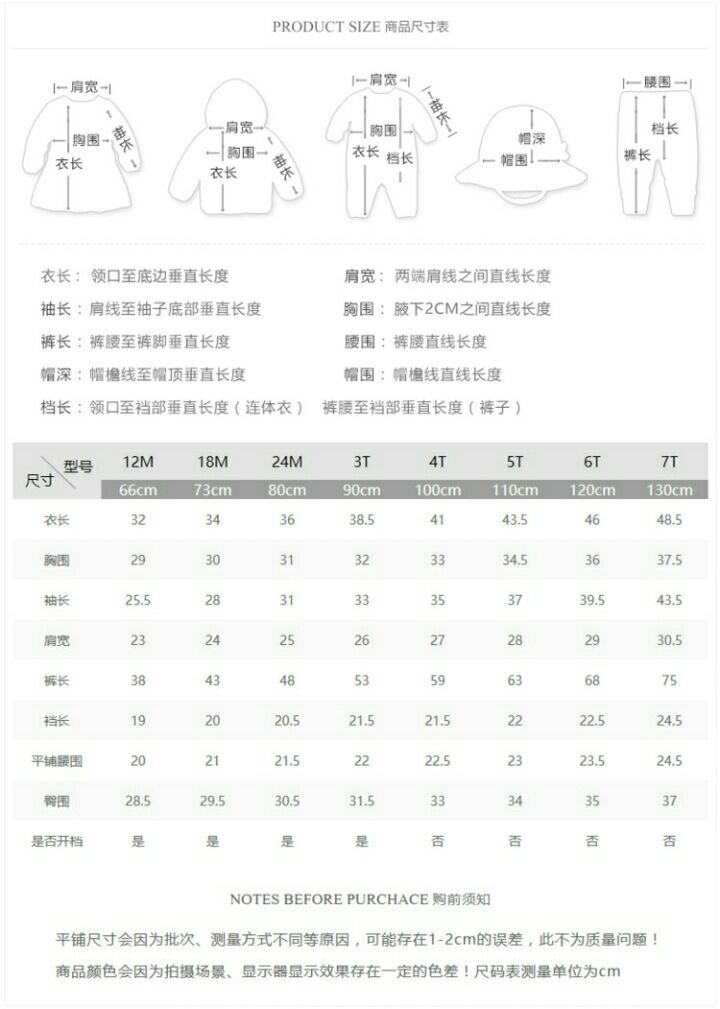 PRODUCT SIZE 商品尺寸表
肩宽 胸围 袖长 衣长
肩宽 胸围 袖长 衣长
肩宽 胸围 袖长 衣长 档长
帽深 帽围
腰围 档长 裤长
衣长： 领口至底边垂直长度 肩宽： 两端肩线之间直线长度
袖长： 肩线至袖子底部垂直长度 胸围： 腋下2CM之间直线长度
裤长： 裤腰至裤脚垂直长度 腰围： 裤腰直线长度
帽深： 帽檐线至帽顶垂直长度 帽围： 帽檐线直线长度
档长： 领口至裆部垂直长度（连体衣） 裤腰至裆部垂直长度（裤子）
尺寸 型号 12M 18M 24M 3T 4T 5T 6T 7T
66cm 73cm 80cm 90cm 100cm 110cm 120cm 130cm
衣长 32 34 36 38.5 41 43.5 46 48.5
胸围 29 30 31 32 33 34.5 36 37.5
袖长 25.5 28 31 33 35 37 39.5 43.5
肩宽 23 24 25 26 27 28 29 30.5
裤长 38 43 48 53 59 63 68 75
裆长 19 20 20.5 21.5 21.5 22 22.5 24.5
平铺腰围 20 21 21.5 22 22.5 23 23.5 24.5
臀围 28.5 29.5 30.5 31.5 33 34 35 37
是否开档 是 是 是 是 否 否 否 否
NOTES BEFORE PURCHACE 购前须知
平铺尺寸会因为批次、测量方式不同等原因，可能存在1-2cm的误差，此不为质量问题！
商品颜色会因为拍摄场景、显示器显示效果存在一定的色差！尺码表测量单位为cm